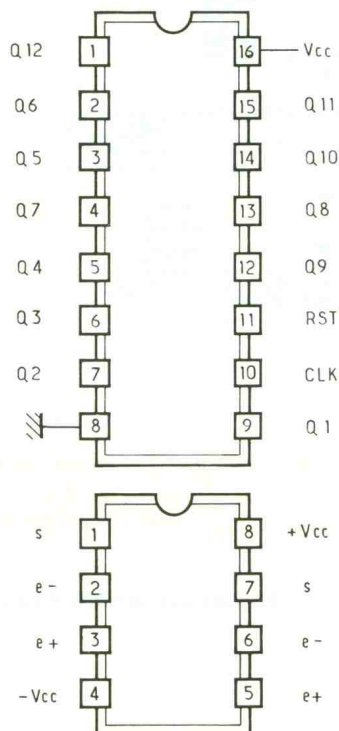 Q12 1 16 Vcc
Q6 2 15 Q11
Q5 3 14 Q10
Q7 4 13 Q8
Q4 5 12 Q9
Q3 6 11 RST
Q2 7 10 CLK
8 9 Q1
s 1 8 +Vcc
e- 2 7 s
e+ 3 6 e-
-Vcc 4 5 e+